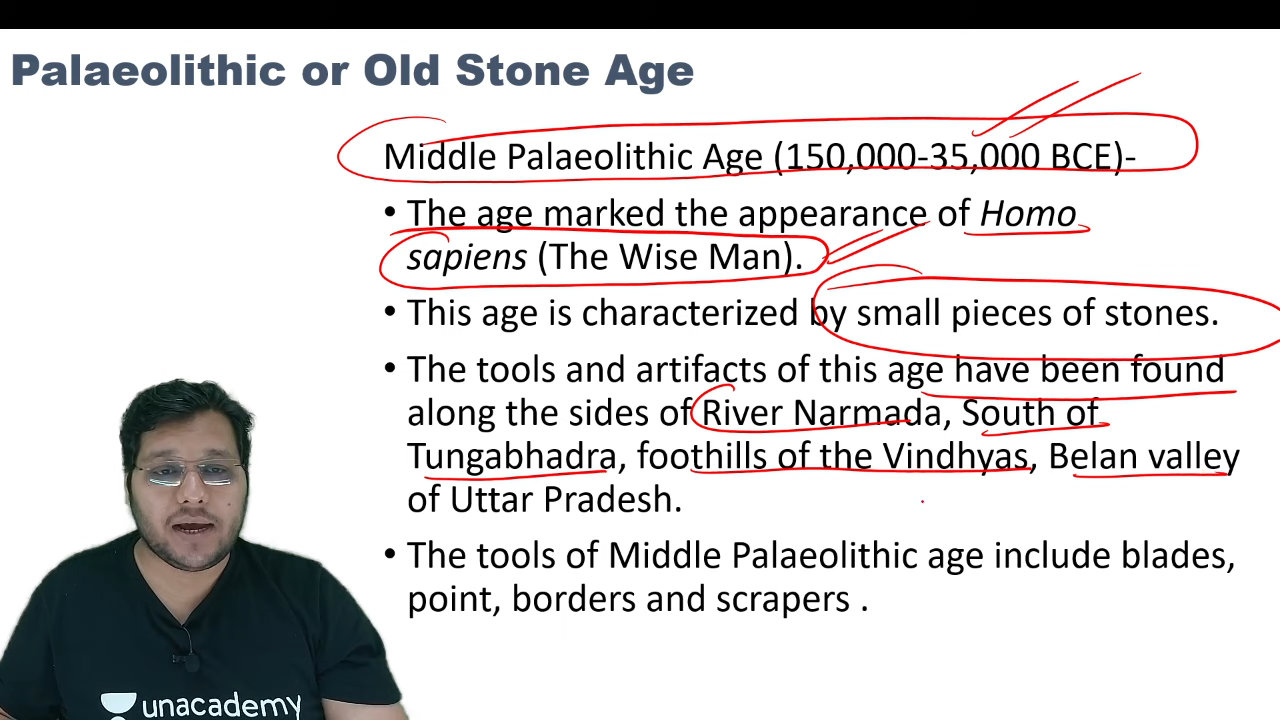 Palaeolithic or Old Stone Age
Middle Palaeolithic Age (150,000-35,000 BCE)-
• The age marked the appearance of Homo
sapiens (The Wise Man).
• This age is characterized by small pieces of stones.
• The tools and artifacts of this age have been found
along the sides of River Narmada, South of
Tungabhadra, foothills of the Vindhyas, Belan valley
of Uttar Pradesh.
• The tools of Middle Palaeolithic age include blades,
point, borders and scrapers .
unacademy